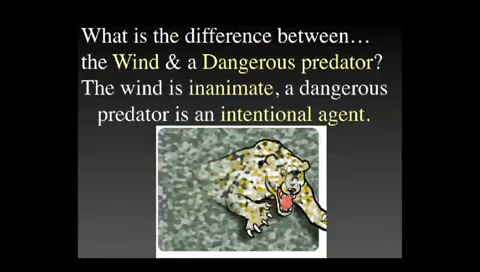 What is the difference between…
the Wind & a Dangerous predator?
The wind is inanimate, a dangerous
predator is an intentional agent.